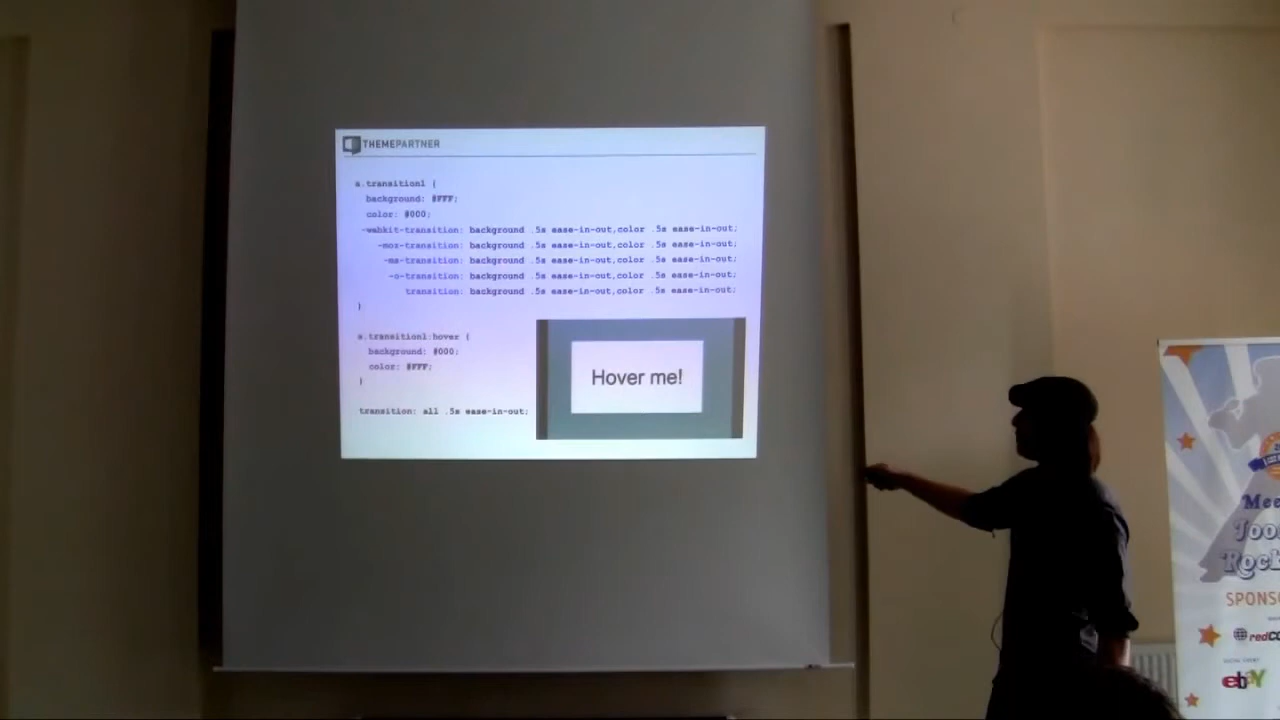 THEMEPARTNER
a.transition1 {
background: #FFF;
color: #000;
-webkit-transition: background .5s ease-in-out,color .5s ease-in-out;
-moz-transition: background .5s ease-in-out,color .5s ease-in-out;
-ms-transition: background .5s ease-in-out,color .5s ease-in-out;
-o-transition: background .5s ease-in-out,color .5s ease-in-out;
transition: background .5s ease-in-out,color .5s ease-in-out;
}
a.transition1:hover {
background: #000;
color: #FFF;
}
transition: all .5s ease-in-out;
Hover me!
SPONS
redCO
ebay